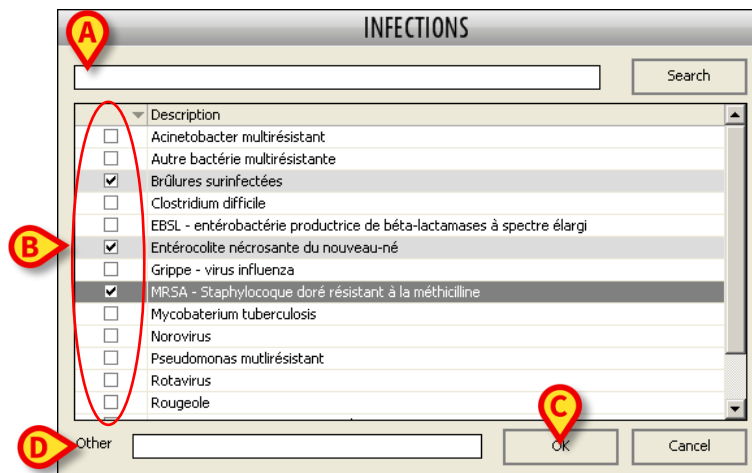 INFECTIONS
A
Search
Description
Acinetobacter multirésistant
Autre bactérie multirésistante
Brûlures surinfectées
Clostridium difficile
EBSL - entérobactérie productrice de béta-lactamases à spectre élargi
B
Entérocolite nécrosante du nouveau-né
Grippe - virus influenza
MRSA - Staphylocoque doré résistant à la méthicilline
Mycobaterium tuberculosis
Norovirus
Pseudomonas mutlirésistant
Rotavirus
Rougeole
C
D
Other
OK
Cancel